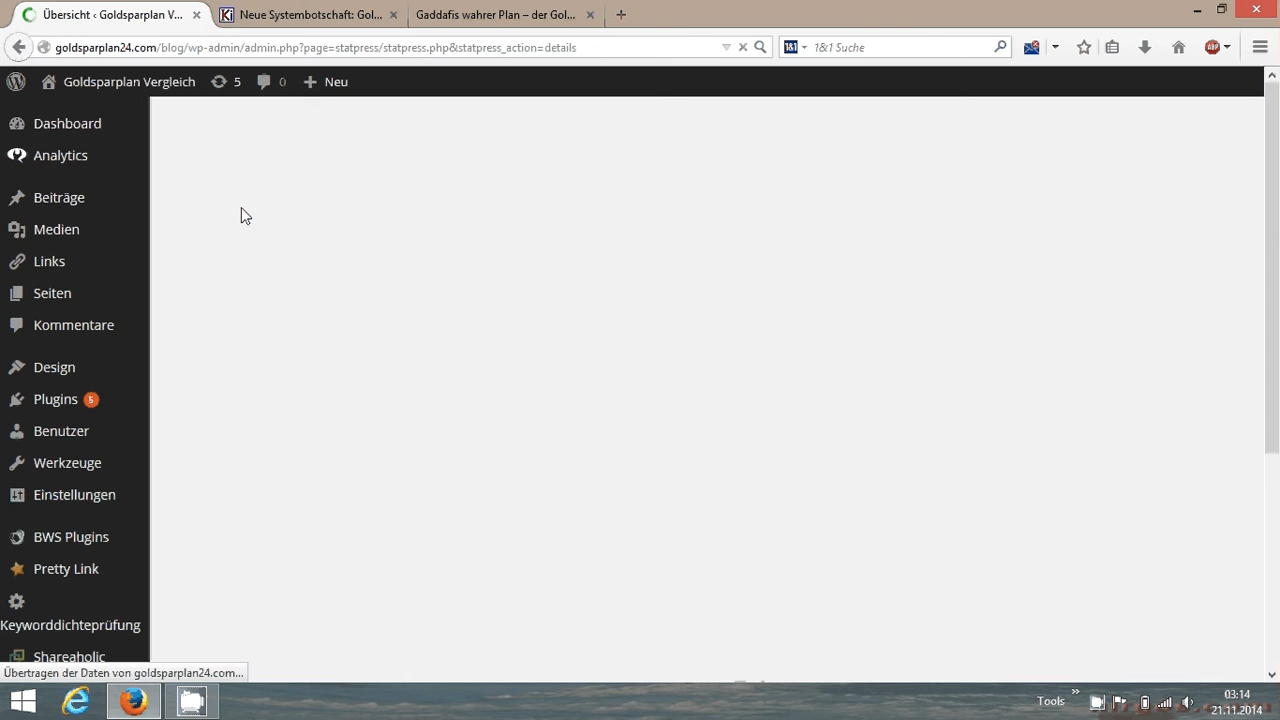 Übersicht ‹ Goldsparplan V...
Neue Systembotschaft: Gol...
Gaddafis wahrer Plan – der Gol...
goldsparplan24.com/blog/wp-admin/admin.php?page=statpress/statpress.php&statpress_action=details
1&1
1&1 Suche
ABP
Goldsparplan Vergleich
5
0
Neu
Dashboard
Analytics
Beiträge
Medien
Links
Seiten
Kommentare
Design
Plugins 5
Benutzer
Werkzeuge
Einstellungen
BWS Plugins
Pretty Link
Keyworddichteprüfung
Shareaholic
Übertragen der Daten von goldsparplan24.com...
Tools
03:14
21.11.2014